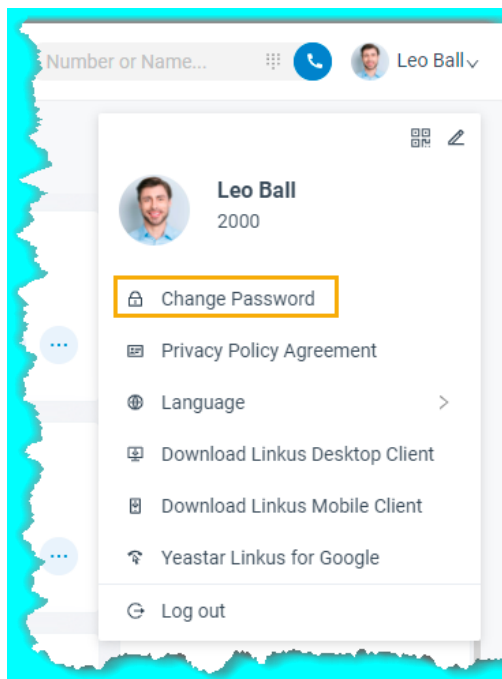 Number or Name...
Leo Ball
Leo Ball
2000
Change Password
Privacy Policy Agreement
Language
Download Linkus Desktop Client
Download Linkus Mobile Client
Yeastar Linkus for Google
Log out